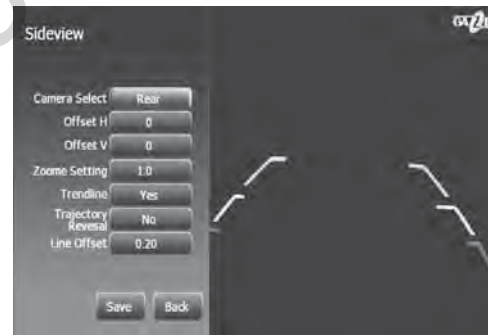 Sideview
Camera Select Rear
Offset H 0
Offset V 0
Zoome Setting 1.0
Trendline Yes
Trajectory
Revesal No
Line Offset 0.20
Save Back